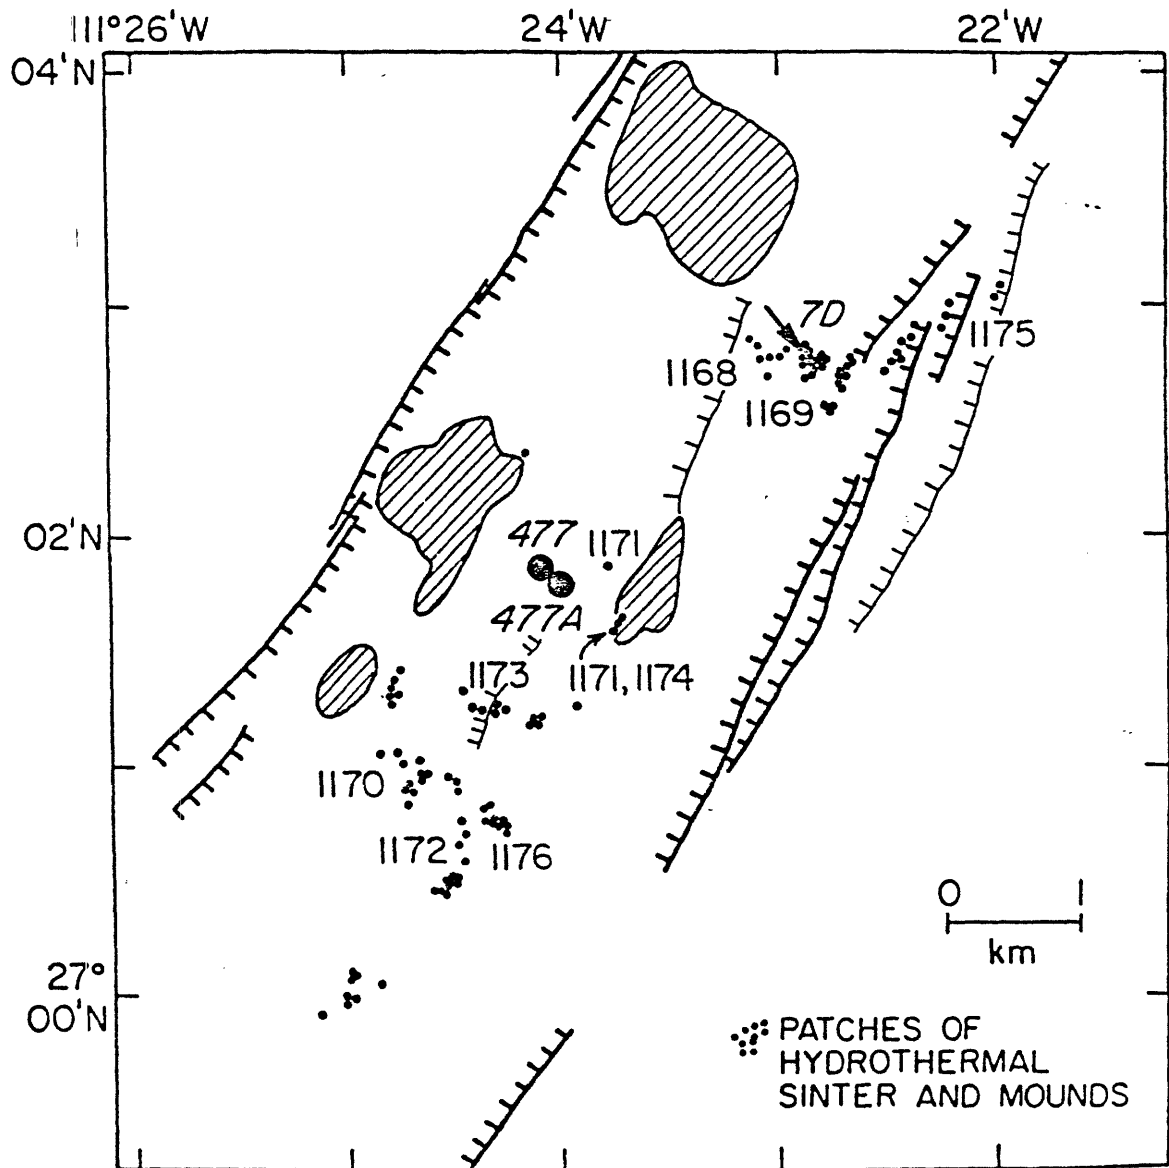 111°26'W 24'W 22'W
04'N
7D
1175
1168
1169
02'N
477 1171
477A
1173 1171, 1174
1170
1172 1176
0 1
km
27°
00'N
PATCHES OF
HYDROTHERMAL
SINTER AND MOUNDS